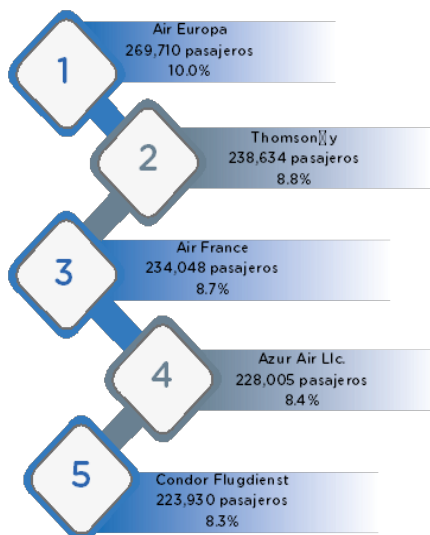 1
Air Europa
269,710 pasajeros
10.0%
2
238,634 pasajeros
8.8%
3
Air France
234,048 pasajeros
8.7%
4
Azur Air Llc.
228,005 pasajeros
8.4%
5
Condor Flugdienst
223,930 pasajeros
8.3%